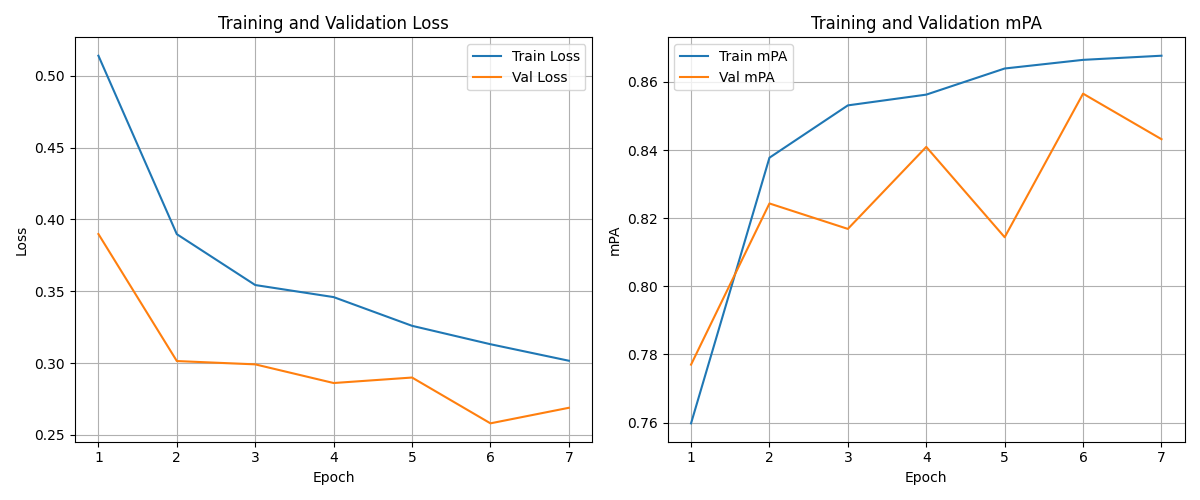 Training and Validation Loss
Train Loss
Val Loss
0.50
0.45
0.40
0.35
0.30
0.25
Loss
1 2 3 4 5 6 7
Epoch
Training and Validation mPA
Train mPA
Val mPA
0.86
0.84
0.82
0.80
0.78
0.76
mPA
1 2 3 4 5 6 7
Epoch